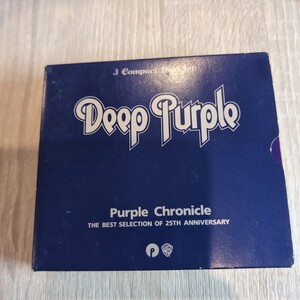 3 Compact Disc Set
Deep Purple
Purple Chronicle
THE BEST SELECTION OF 25TH ANNIVERSARY
P